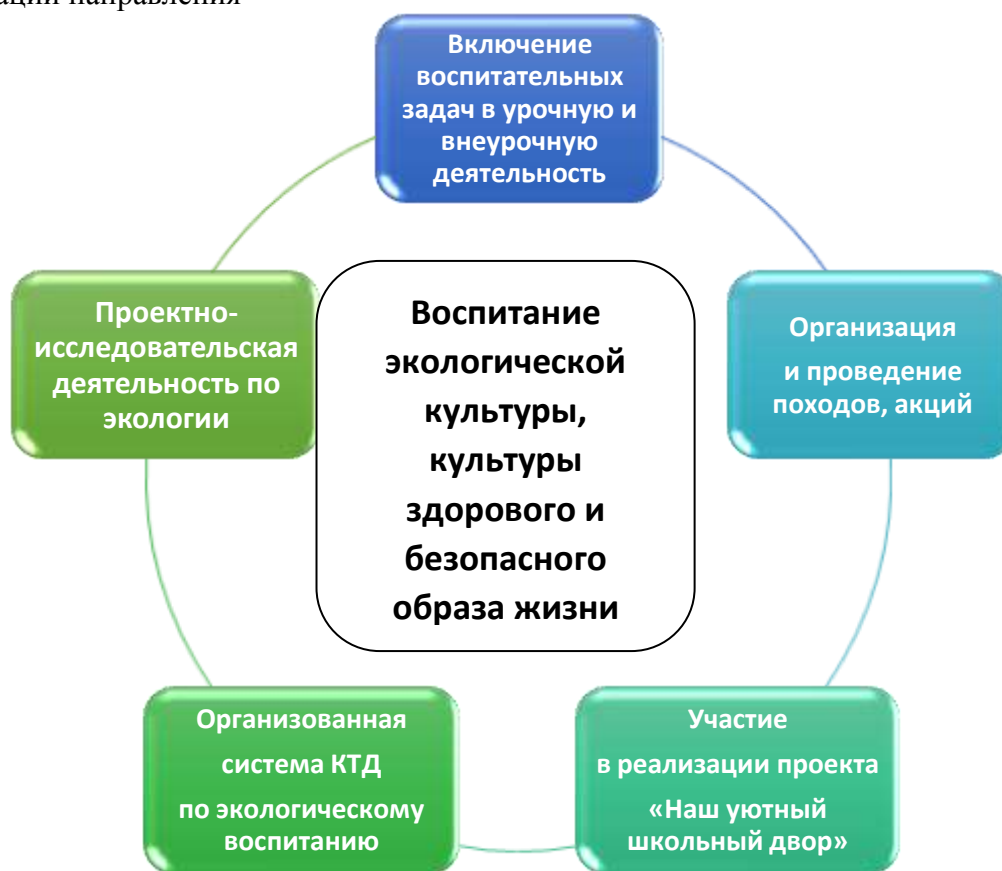 направления
Включение
воспитательных
задач в урочную и
внеурочную
деятельность
Проектно-
исследовательская
деятельность по
экологии
Воспитание
экологической
культуры,
культуры
здорового и
безопасного
образа жизни
Организация
и проведение
походов, акций
Организованная
система КТД
по экологическому
воспитанию
Участие
в реализации проекта
«Наш уютный
школьный двор»